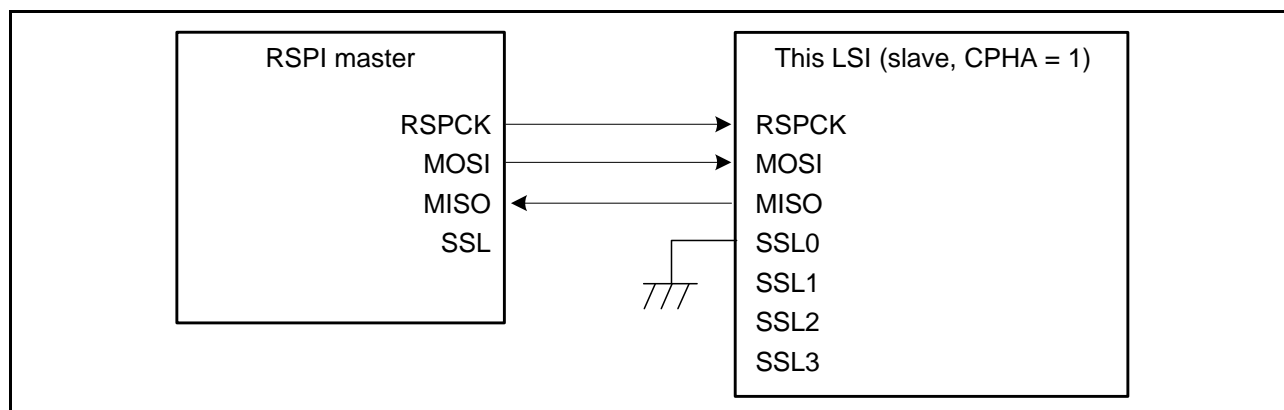 RSPI master
RSPCK
MOSI
MISO
SSL
This LSI (slave, CPHA = 1)
RSPCK
MOSI
MISO
SSL0
SSL1
SSL2
SSL3